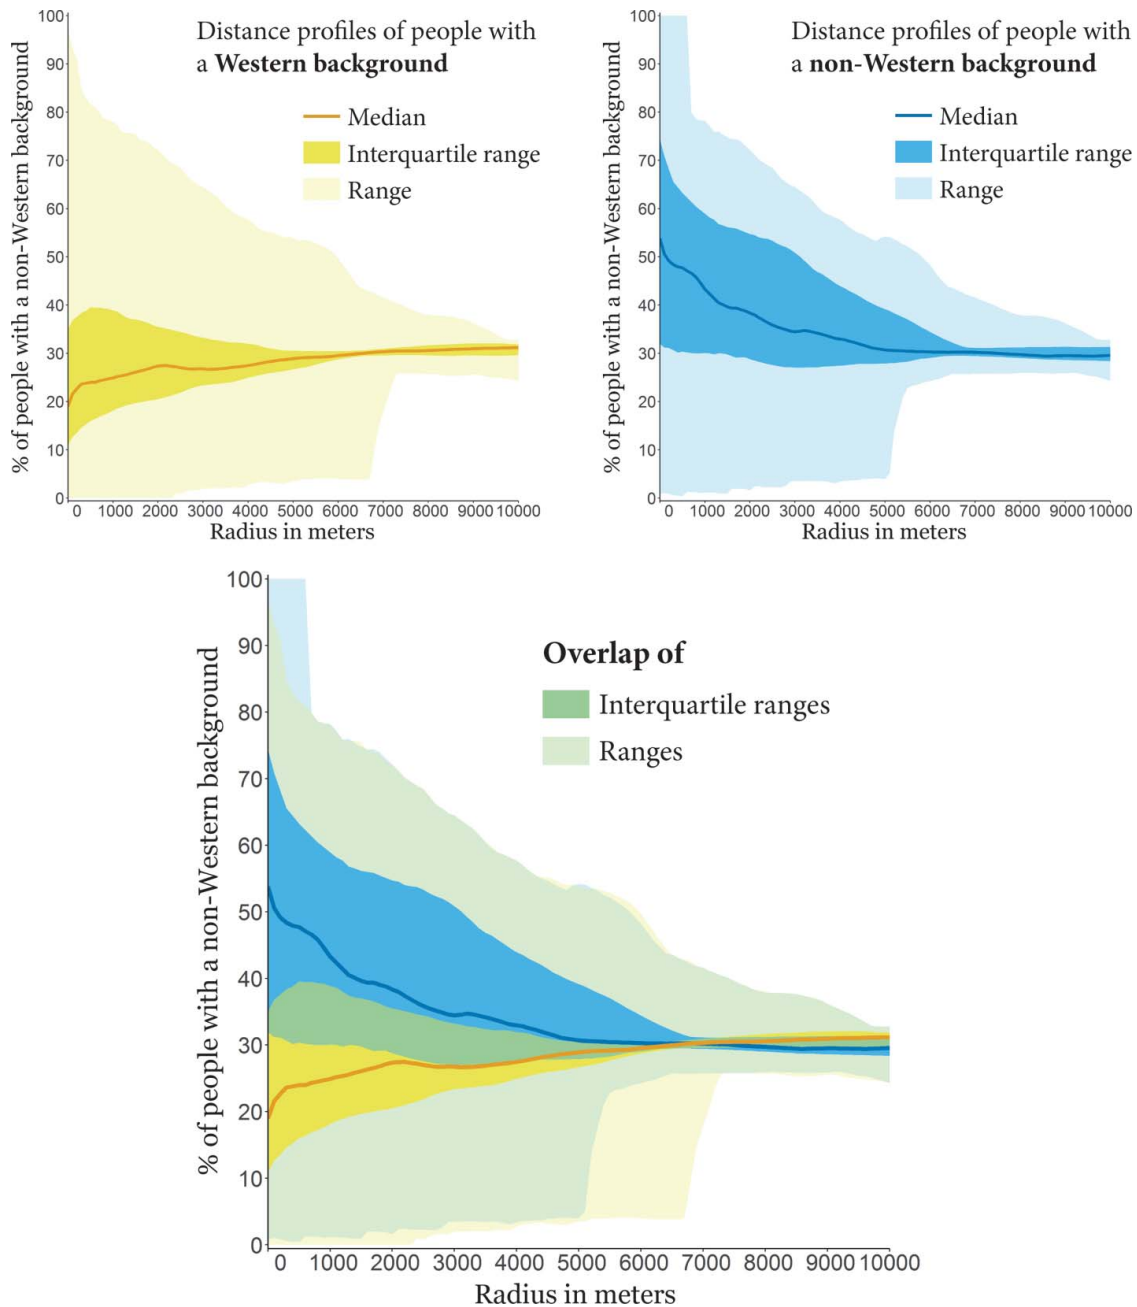 Distance profiles of people with
a Western background
Median
Interquartile range
Range
% of people with a non-Western background
100
90
80
70
60
50
40
30
20
10
0
0 1000 2000 3000 4000 5000 6000 7000 8000 9000 10000
Radius in meters
Distance profiles of people with
a non-Western background
Median
Interquartile range
Range
% of people with a non-Western background
100
90
80
70
60
50
40
30
20
10
0
0 1000 2000 3000 4000 5000 6000 7000 8000 9000 10000
Radius in meters
Overlap of
Interquartile ranges
Ranges
% of people with a non-Western background
100
90
80
70
60
50
40
30
20
10
0
0 1000 2000 3000 4000 5000 6000 7000 8000 9000 10000
Radius in meters